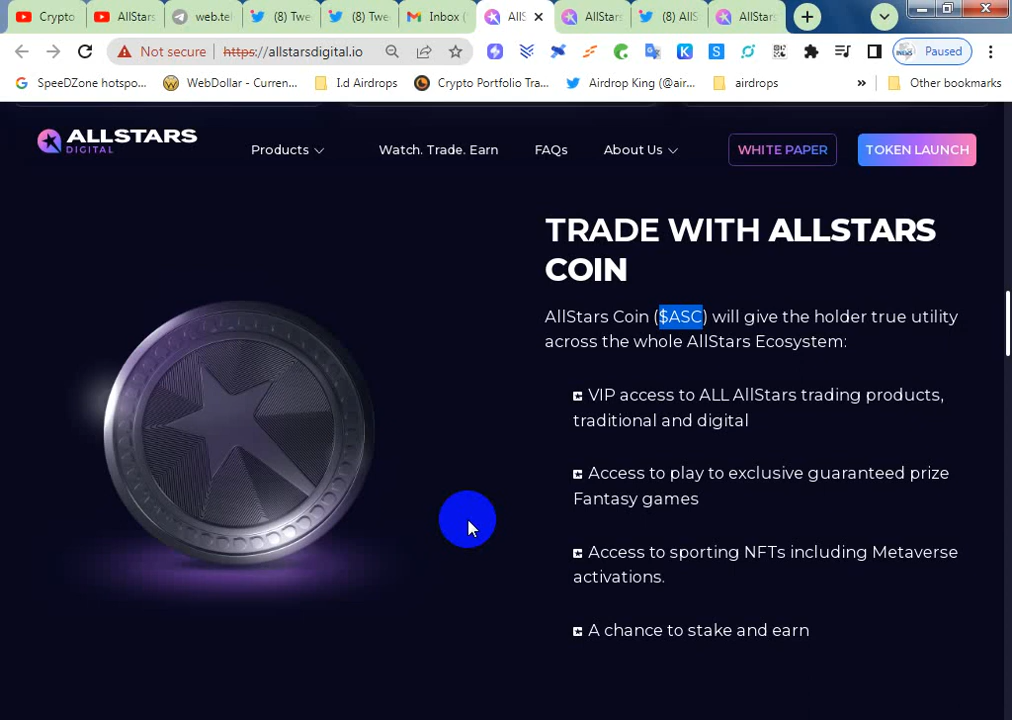 Crypto
AllStars
web.te
(8) Twe
(8) Twe
Inbox (
AllS
AllStars
(8) AllS
AllStars
Not secure
https://allstarsdigital.io
Paused
SpeeDZone hotspo...
WebDollar - Curren...
I.d Airdrops
Crypto Portfolio Tra...
Airdrop King (@air...
airdrops
»
Other bookmarks
ALLSTARS
DIGITAL
Products
Watch. Trade. Earn
FAQs
About Us
WHITE PAPER
TOKEN LAUNCH
TRADE WITH ALLSTARS
COIN
AllStars Coin ($ASC) will give the holder true utility
across the whole AllStars Ecosystem:
VIP access to ALL AllStars trading products,
traditional and digital
Access to play to exclusive guaranteed prize
Fantasy games
Access to sporting NFTs including Metaverse
activations.
A chance to stake and earn